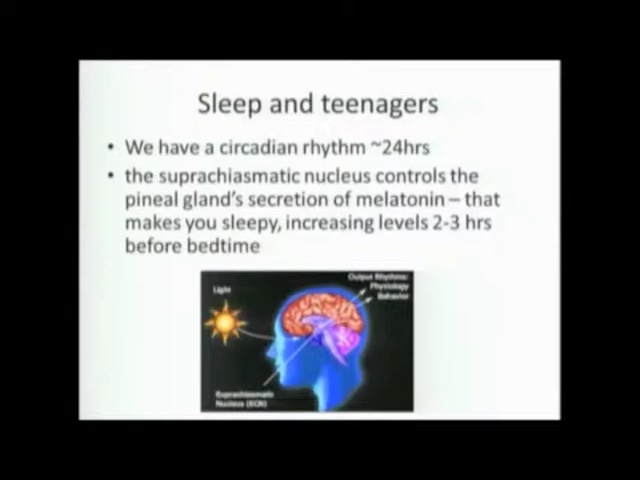 Sleep and teenagers
• We have a circadian rhythm ~24hrs
• the suprachiasmatic nucleus controls the
pineal gland's secretion of melatonin – that
makes you sleepy, increasing levels 2-3 hrs
before bedtime
Output Rhythms:
Physiology
Behavior
Light
Suprachiasmatic
Nucleus (SCN)